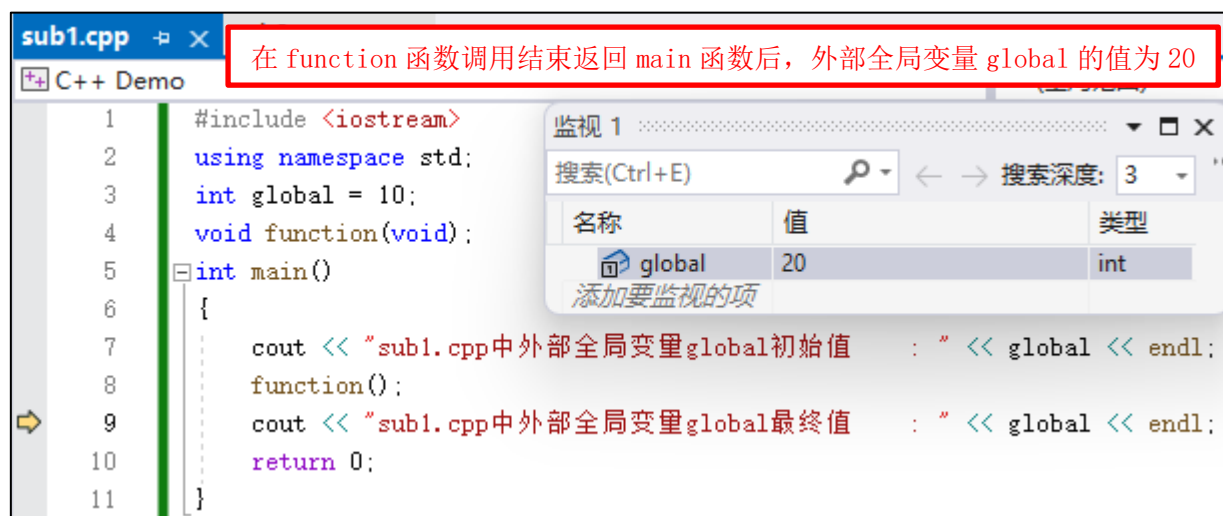 sub1.cpp
在 function 函数调用结束返回 main 函数后，外部全局变量 global 的值为 20
C++ Demo
监视 1
搜索(Ctrl+E)
搜索深度: 3
名称 值 类型
global 20 int
添加要监视的项
1 #include <iostream>
2 using namespace std;
3 int global = 10;
4 void function(void);
5 int main()
6 {
7 cout << "sub1.cpp中外部全局变量global初始值 : " << global << endl;
8 function();
9 cout << "sub1.cpp中外部全局变量global最终值 : " << global << endl;
10 return 0;
11 }